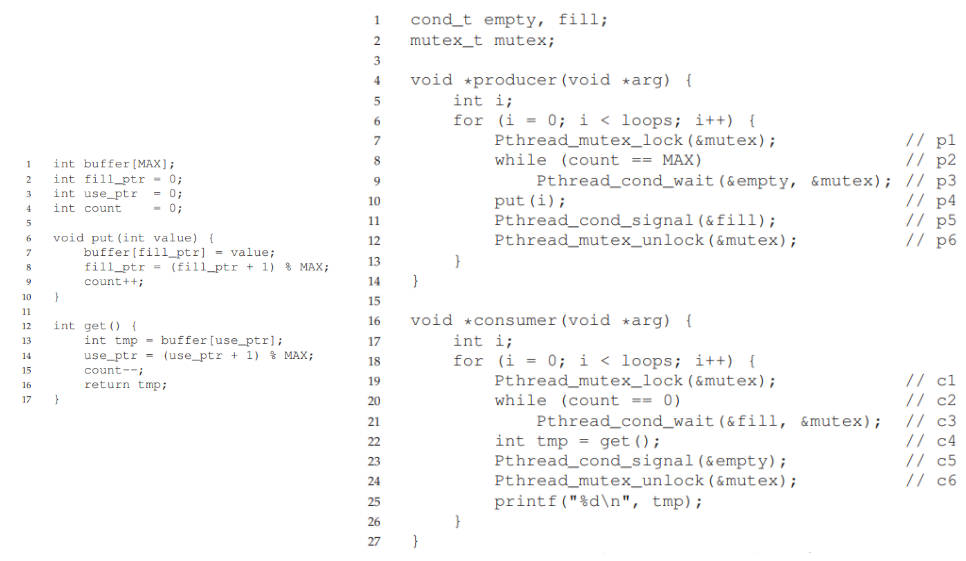 1 int buffer[MAX];
2 int fill_ptr = 0;
3 int use_ptr = 0;
4 int count = 0;
5
6 void put(int value) {
7 buffer[fill_ptr] = value;
8 fill_ptr = (fill_ptr + 1) % MAX;
9 count++;
10 }
11
12 int get() {
13 int tmp = buffer[use_ptr];
14 use_ptr = (use_ptr + 1) % MAX;
15 count--;
16 return tmp;
17 }
1 cond_t empty, fill;
2 mutex_t mutex;
3
4 void *producer(void *arg) {
5 int i;
6 for (i = 0; i < loops; i++) {
7 Pthread_mutex_lock(&mutex); // p1
8 while (count == MAX) // p2
9 Pthread_cond_wait(&empty, &mutex); // p3
10 put(i); // p4
11 Pthread_cond_signal(&fill); // p5
12 Pthread_mutex_unlock(&mutex); // p6
13 }
14 }
15
16 void *consumer(void *arg) {
17 int i;
18 for (i = 0; i < loops; i++) {
19 Pthread_mutex_lock(&mutex); // c1
20 while (count == 0) // c2
21 Pthread_cond_wait(&fill, &mutex); // c3
22 int tmp = get(); // c4
23 Pthread_cond_signal(&empty); // c5
24 Pthread_mutex_unlock(&mutex); // c6
25 printf("%d\n", tmp);
26 }
27 }